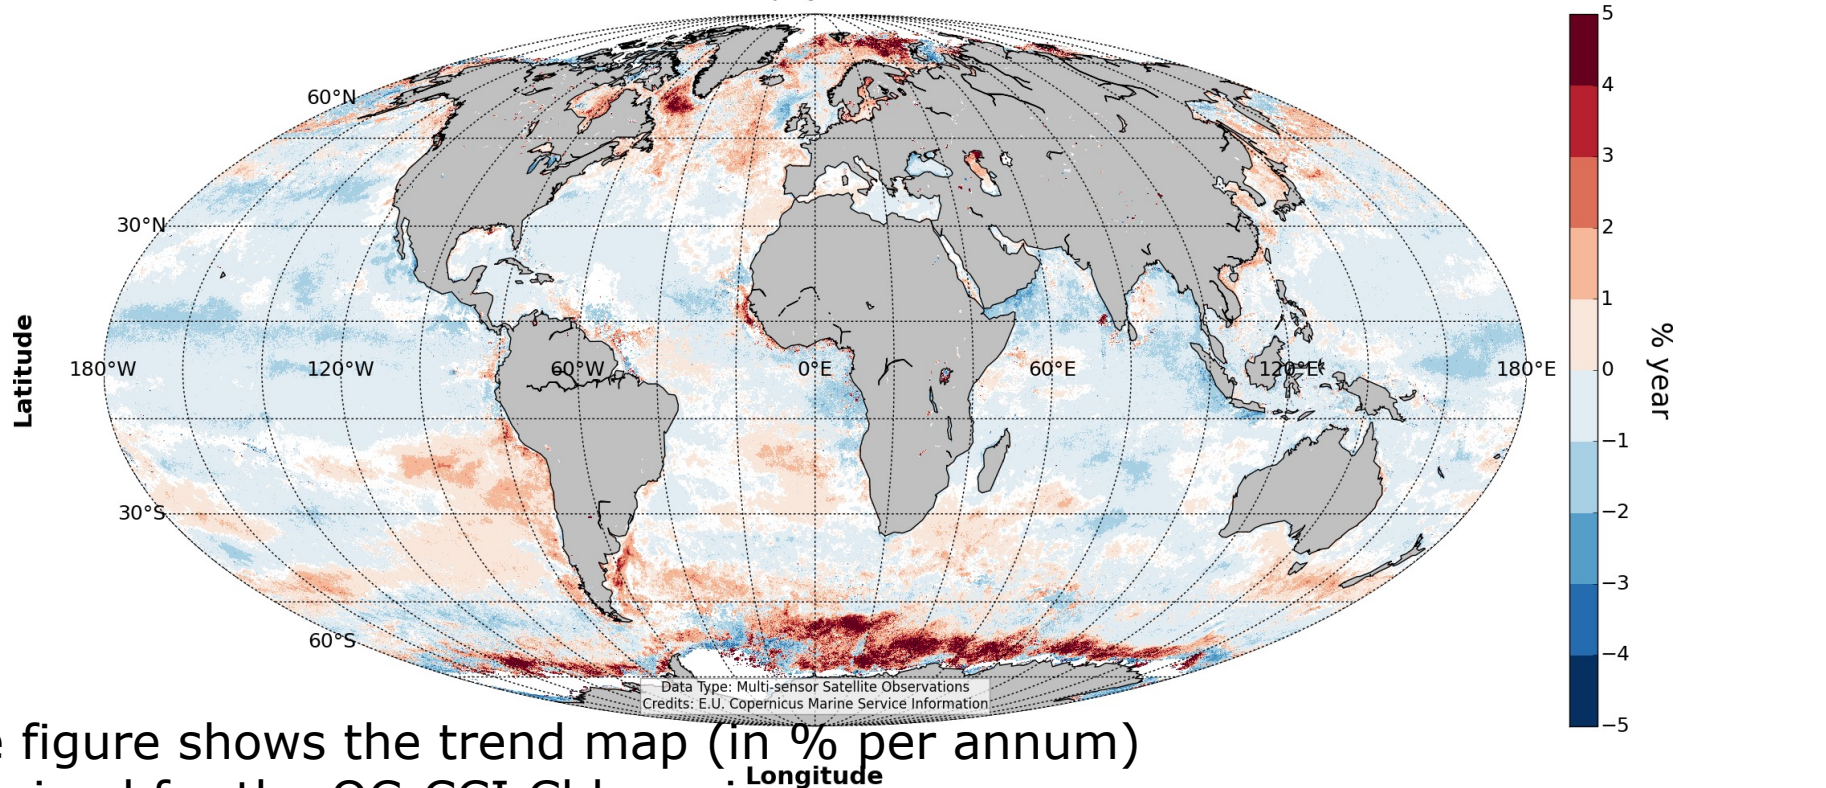 60°N
30°N
180°W
120°W
60°W
0°E
60°E
120°E
180°E
30°S
60°S
Latitude
Longitude
5
4
3
2
1
0
−1
−2
−3
−4
−5
% year
Data Type: Multi-sensor Satellite Observations
Credits: E.U. Copernicus Marine Service Information
figure shows the trend map (in % per annum)
for the